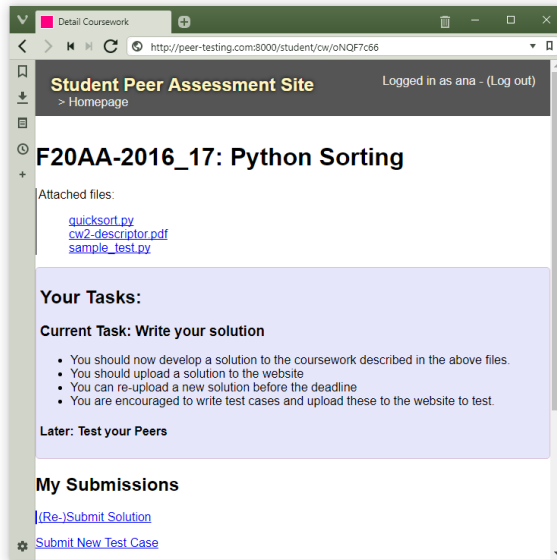 Detail Coursework
http://peer-testing.com:8000/student/cw/oNQF7c66
Student Peer Assessment Site
Logged in as ana - (Log out)
> Homepage
F20AA-2016_17: Python Sorting
Attached files:
quicksort.py
cw2-descriptor.pdf
sample_test.py
Your Tasks:
Current Task: Write your solution
• You should now develop a solution to the coursework described in the above files.
• You should upload a solution to the website
• You can re-upload a new solution before the deadline
• You are encouraged to write test cases and upload these to the website to test.
Later: Test your Peers
My Submissions
(Re-)Submit Solution
Submit New Test Case